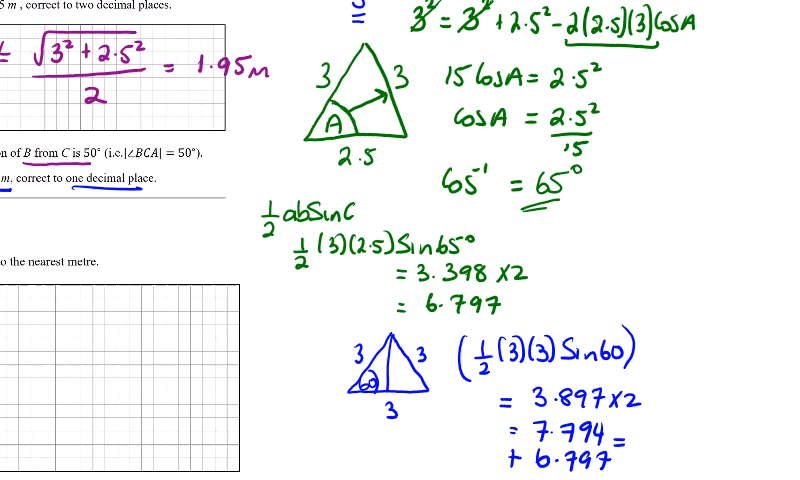 5 m , correct to two decimal places.
√3² + 2·5² / 2 = 1.95m
n of B from C is 50° (i.e.|∠BCA| = 50°).
m, correct to one decimal place.
o the nearest metre.
3² = 3² + 2·5² - 2(2·5)(3)CosA
3 3
15 CosA = 2·5²
A
CosA = 2·5² / 15
2.5
Cos⁻¹ = 65°
½ abSinC
½ (3)(2·5)Sin65°
= 3.398 x2
= 6.797
3 3 (½ (3)(3) Sin60)
60
3
= 3.897 x2
= 7.794 =
+ 6.797